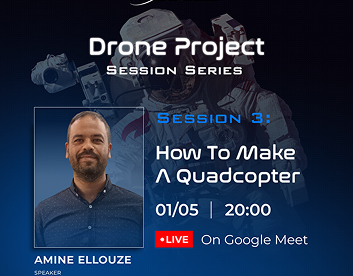 Drone Project
Session Series
Session 3:
How To Make
A Quadcopter
01/05 | 20:00
LIVE On Google Meet
AMINE ELLOUZE
SPEAKER